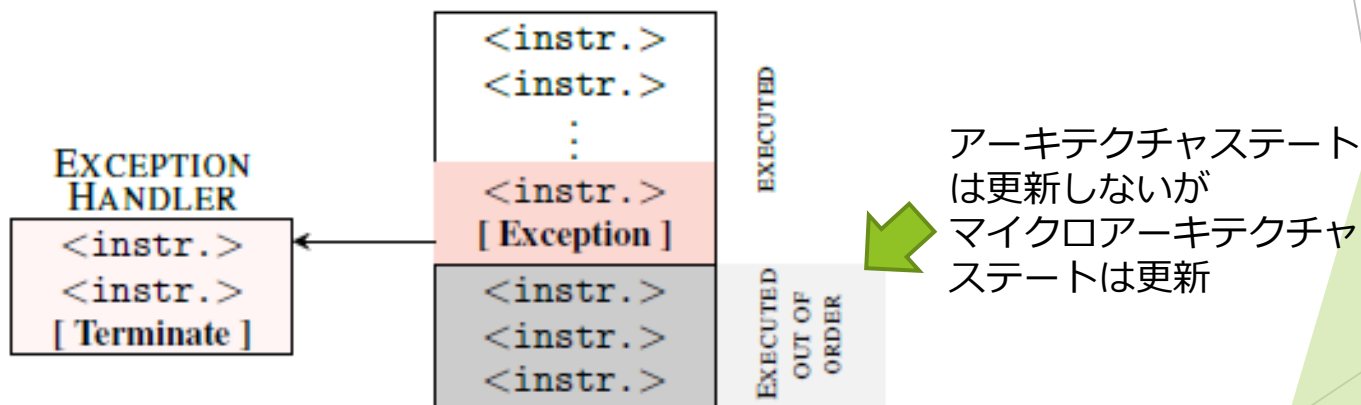 EXCEPTION
HANDLER
<instr.>
<instr.>
[ Terminate ]
<instr.>
<instr.>
⋮
<instr.>
[ Exception ]
<instr.>
<instr.>
<instr.>
EXECUTED
EXECUTED
OUT OF
ORDER
アーキテクチャステート
は更新しないが
マイクロアーキテクチャ
ステートは更新